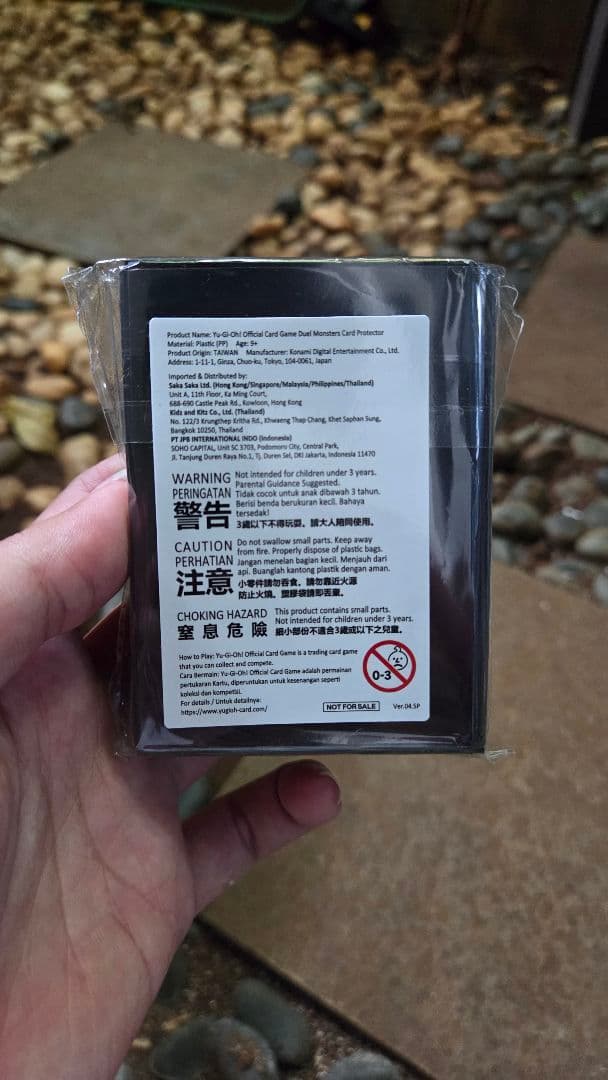 Product Name: Yu-Gi-Oh! Official Card Game Duel Monsters Card Protector
Material: Plastic (PP) Age: 9+
Product Origin: TAIWAN Manufacturer: Konami Digital Entertainment Co., Ltd.
Address: 1-11-1, Ginza, Chuo-ku, Tokyo, 104-0061, Japan
Imported & Distributed by:
Saka Saka Ltd. (Hong Kong/Singapore/Malaysia/Philippines/Thailand)
Unit A, 11th Floor, Ka Ming Court,
688-690 Castle Peak Rd., Kowloon, Hong Kong
Kidz and Kitz Co., Ltd. (Thailand)
No. 122/3 Krungthep Kritha Rd., Khwaeng Thap Chang, Khet Saphan Sung,
Bangkok 10250, Thailand
PT JPB INTERNATIONAL INDO (Indonesia)
SOHO CAPITAL, Unit SC 3703, Podomoro City, Central Park,
Jl. Tanjung Duren Raya No.1, Tj. Duren Sel, DKI Jakarta, Indonesia 11470
WARNING
PERINGATAN
警告
Not intended for children under 3 years.
Parental Guidance Suggested.
Tidak cocok untuk anak dibawah 3 tahun.
Berisi benda berukuran kecil. Bahaya
tersedak!
3歲以下不得玩耍。請大人陪同使用。
CAUTION
PERHATIAN
注意
Do not swallow small parts. Keep away
from fire. Properly dispose of plastic bags.
Jangan menelan bagian kecil. Menjauh dari
api. Buanglah kantong plastik dengan aman.
小零件請勿吞食。請勿靠近火源
防止火燒。塑膠袋請即丟棄。
CHOKING HAZARD
窒息危險
This product contains small parts.
Not intended for children under 3 years.
細小部份不適合3歲或以下之兒童。
How to Play: Yu-Gi-Oh! Official Card Game is a trading card game
that you can collect and compete.
Cara Bermain: Yu-Gi-Oh! Official Card Game adalah permainan
pertukaran Kartu, diperuntukan untuk kesenangan seperti
koleksi dan kompetisi.
For details / Untuk detailnya:
https://www.yugioh-card.com/
0-3
NOT FOR SALE
Ver.04.SP